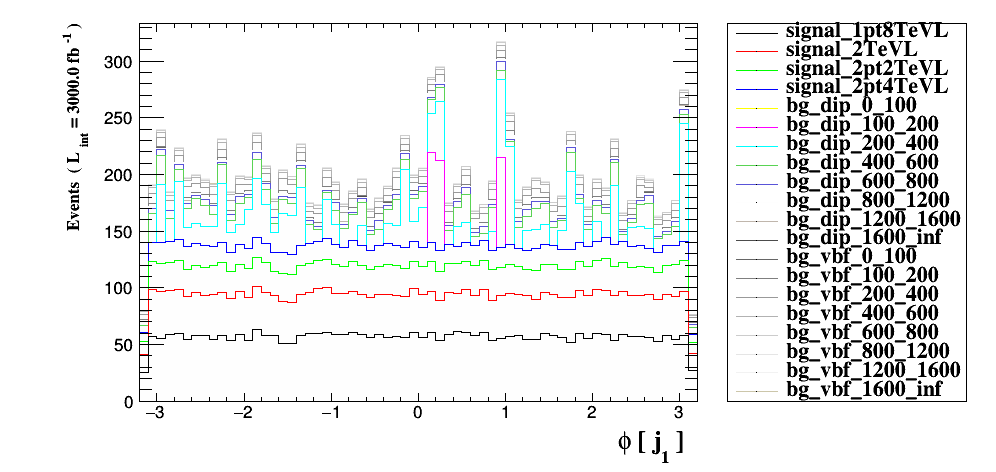 Events ( L int = 3000.0 fb -1 )
300
250
200
150
100
50
0
−3 −2 −1 0 1 2 3
ϕ [ j1 ]
signal_1pt8TeVL
signal_2TeVL
signal_2pt2TeVL
signal_2pt4TeVL
bg_dip_0_100
bg_dip_100_200
bg_dip_200_400
bg_dip_400_600
bg_dip_600_800
bg_dip_800_1200
bg_dip_1200_1600
bg_dip_1600_inf
bg_vbf_0_100
bg_vbf_100_200
bg_vbf_200_400
bg_vbf_400_600
bg_vbf_600_800
bg_vbf_800_1200
bg_vbf_1200_1600
bg_vbf_1600_inf